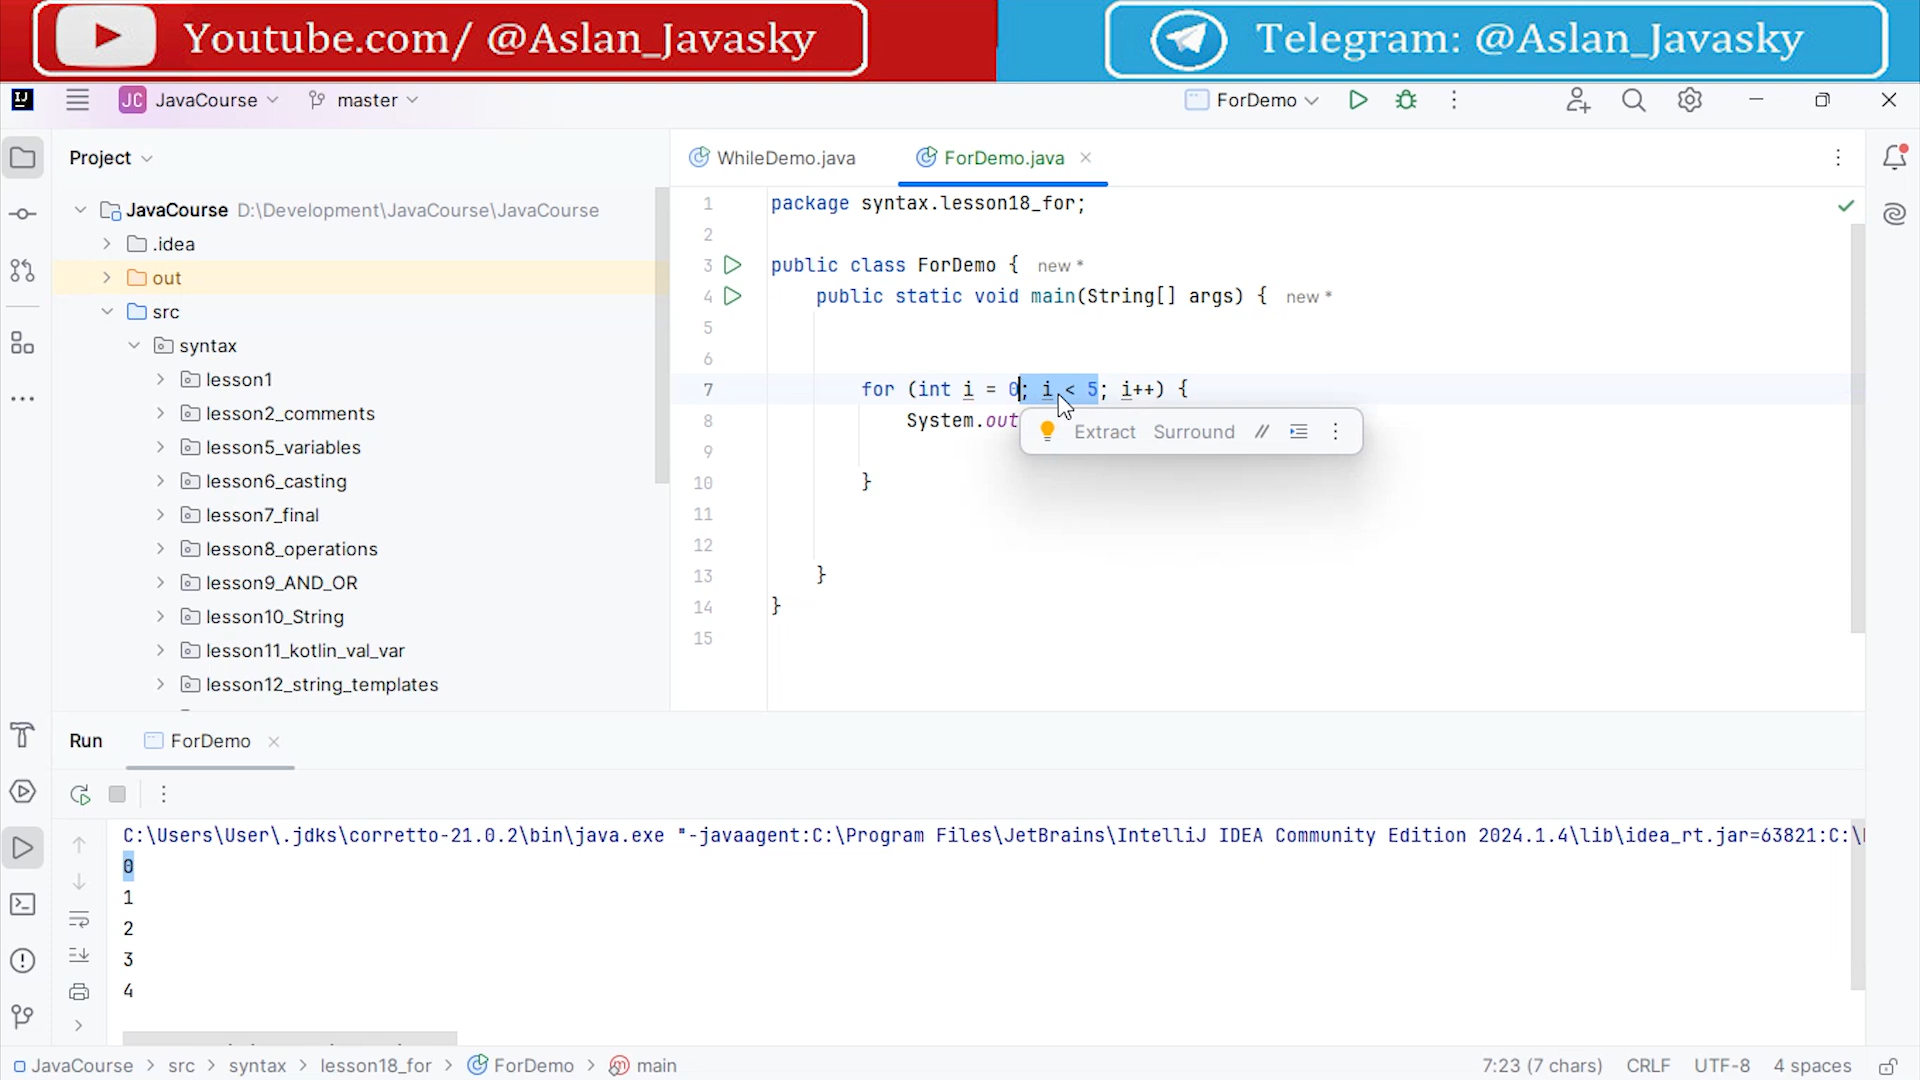 Youtube.com/ @Aslan_Javasky
Telegram: @Aslan_Javasky
JC JavaCourse master ForDemo
Project
WhileDemo.java ForDemo.java
JavaCourse D:\Development\JavaCourse\JavaCourse
.idea
out
src
syntax
lesson1
lesson2_comments
lesson5_variables
lesson6_casting
lesson7_final
lesson8_operations
lesson9_AND_OR
lesson10_String
lesson11_kotlin_val_var
lesson12_string_templates
1 package syntax.lesson18_for;
2
3 public class ForDemo { new *
4 public static void main(String[] args) { new *
5
6
7 for (int i = 0; i < 5; i++) {
8 System.out
Extract Surround //
9
10 }
11
12
13 }
14 }
15
Run ForDemo
C:\Users\User\.jdks\corretto-21.0.2\bin\java.exe "-javaagent:C:\Program Files\JetBrains\IntelliJ IDEA Community Edition 2024.1.4\lib\idea_rt.jar=63821:C:\
0
1
2
3
4
JavaCourse > src > syntax > lesson18_for > ForDemo > main
7:23 (7 chars) CRLF UTF-8 4 spaces